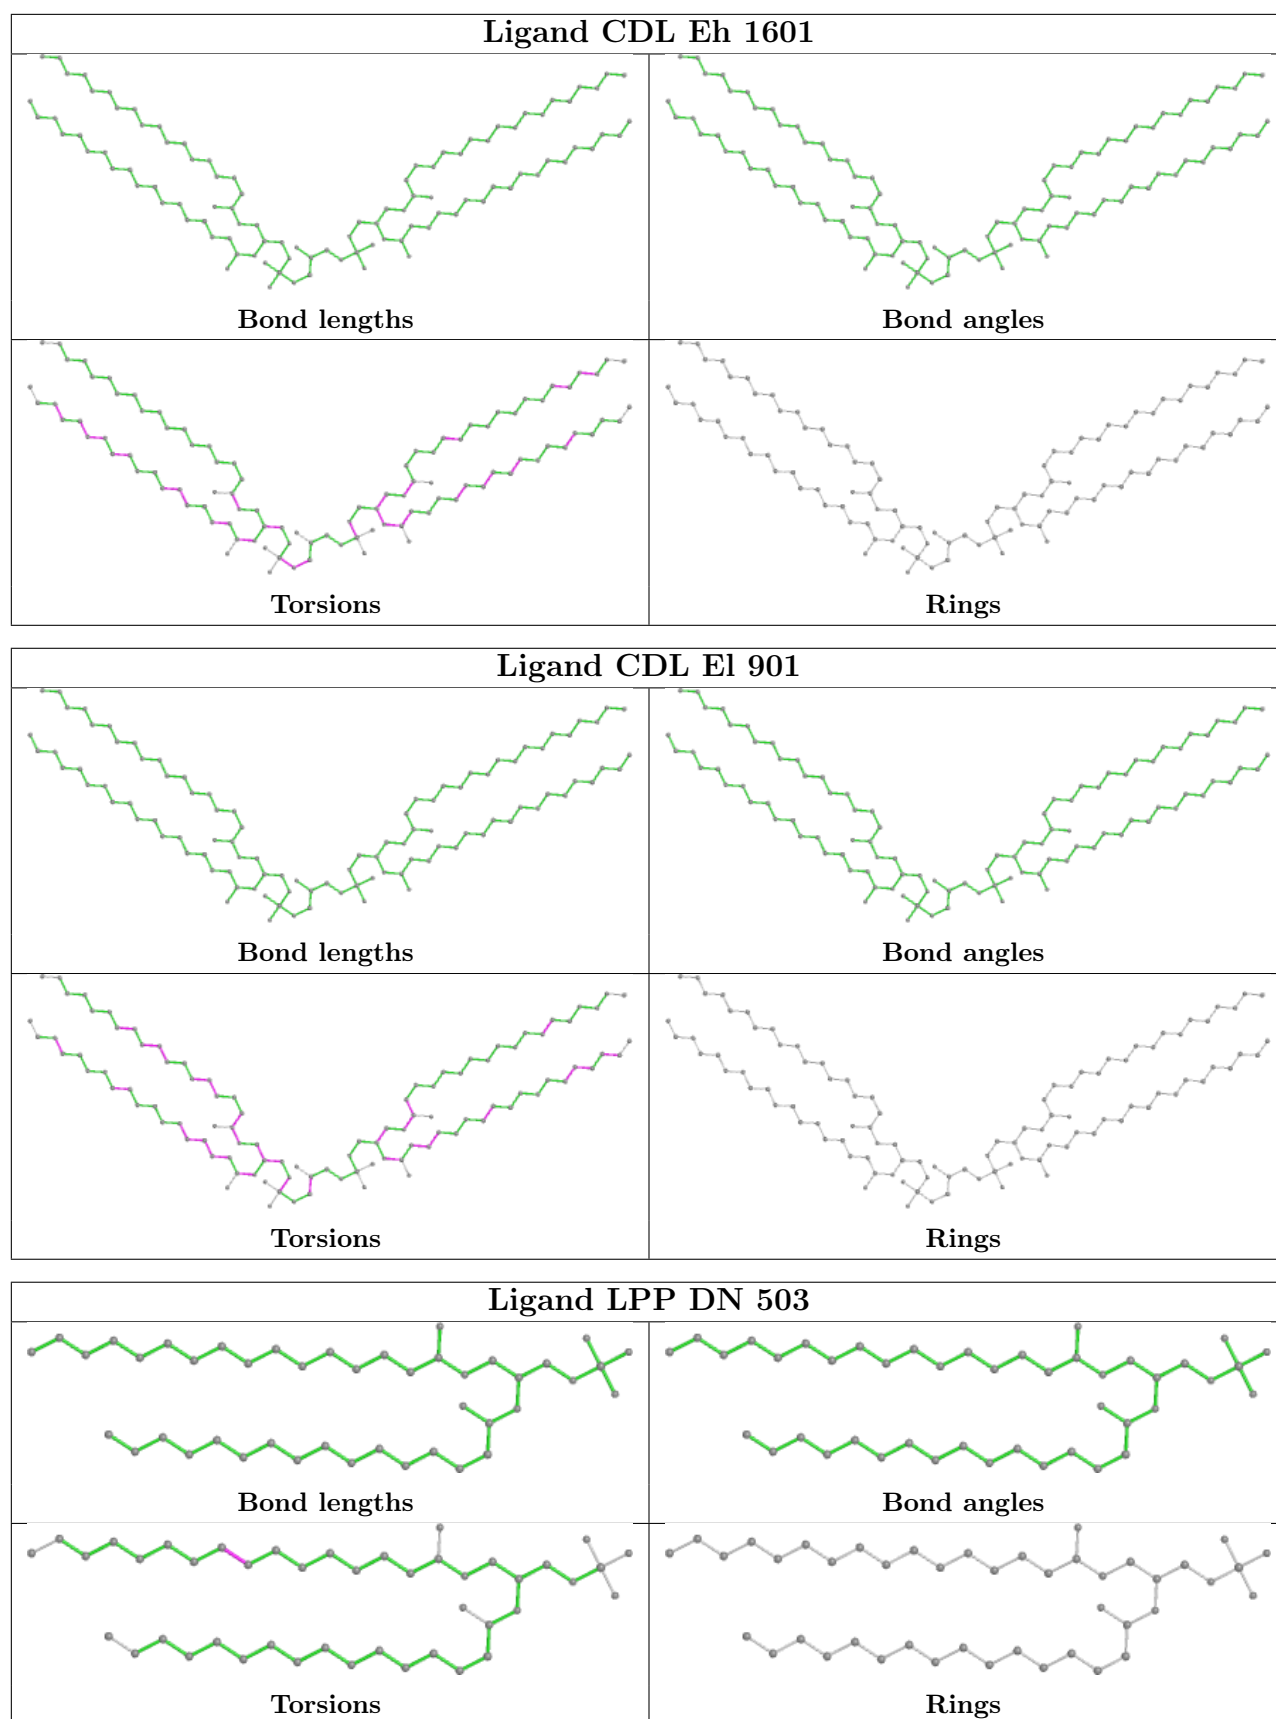 Ligand CDL Eh 1601
Bond lengths
Bond angles
Torsions
Rings
Ligand CDL El 901
Bond lengths
Bond angles
Torsions
Rings
Ligand LPP DN 503
Bond lengths
Bond angles
Torsions
Rings